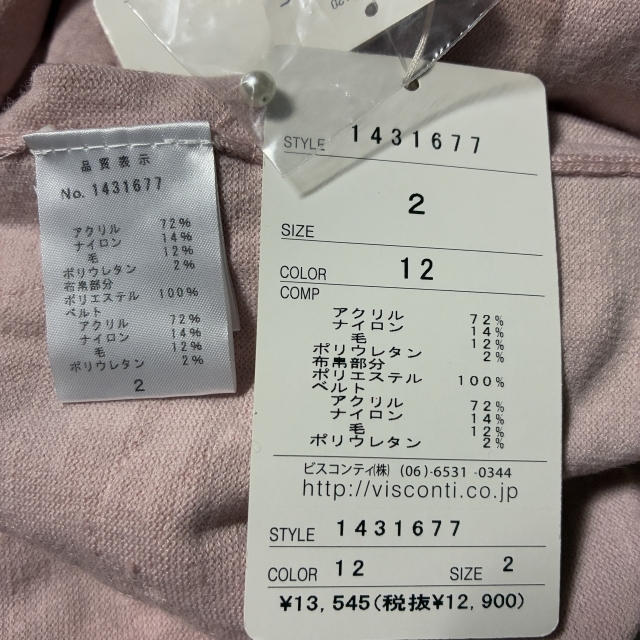 品質表示
No. 1431677
アクリル 72%
ナイロン 14%
毛 12%
ポリウレタン 2%
布帛部分
ポリエステル 100%
ベルト
アクリル 72%
ナイロン 14%
毛 12%
ポリウレタン 2%
2
STYLE 1431677
SIZE 2
COLOR 12
COMP
アクリル 72%
ナイロン 14%
毛 12%
ポリウレタン 2%
布帛部分
ポリエステル 100%
ベルト
アクリル 72%
ナイロン 14%
毛 12%
ポリウレタン 2%
ビスコンティ(株) (06)-6531-0344
http://visconti.co.jp
STYLE 1431677
COLOR 12 SIZE 2
¥13,545(税抜¥12,900)